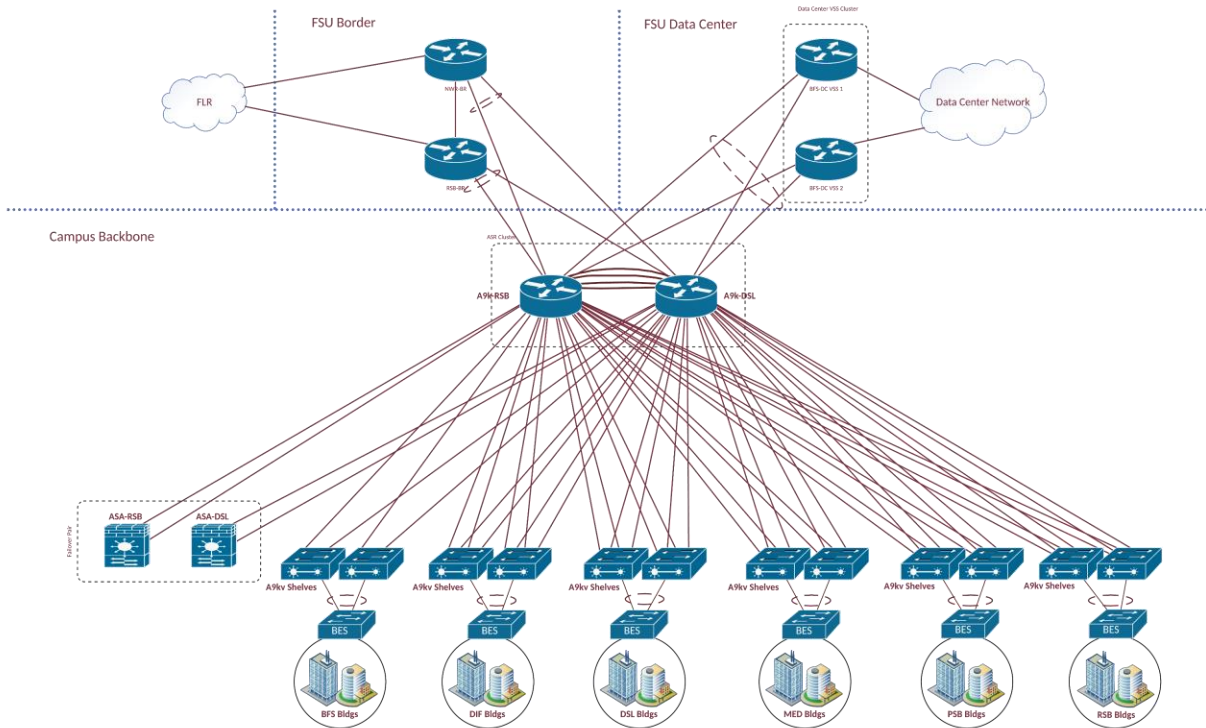 FSU Border
FSU Data Center
Data Center VSS Cluster
NWR-BR
BFS-DC VSS 1
FLR
Data Center Network
RSB-BR
BFS-DC VSS 2
Campus Backbone
ASR Cluster
A9k-RSB
A9k-DSL
Failover Pair
ASA-RSB
ASA-DSL
A9kv Shelves
A9kv Shelves
A9kv Shelves
A9kv Shelves
A9kv Shelves
A9kv Shelves
BES
BES
BES
BES
BES
BES
BFS Bldgs
DIF Bldgs
DSL Bldgs
MED Bldgs
PSB Bldgs
RSB Bldgs